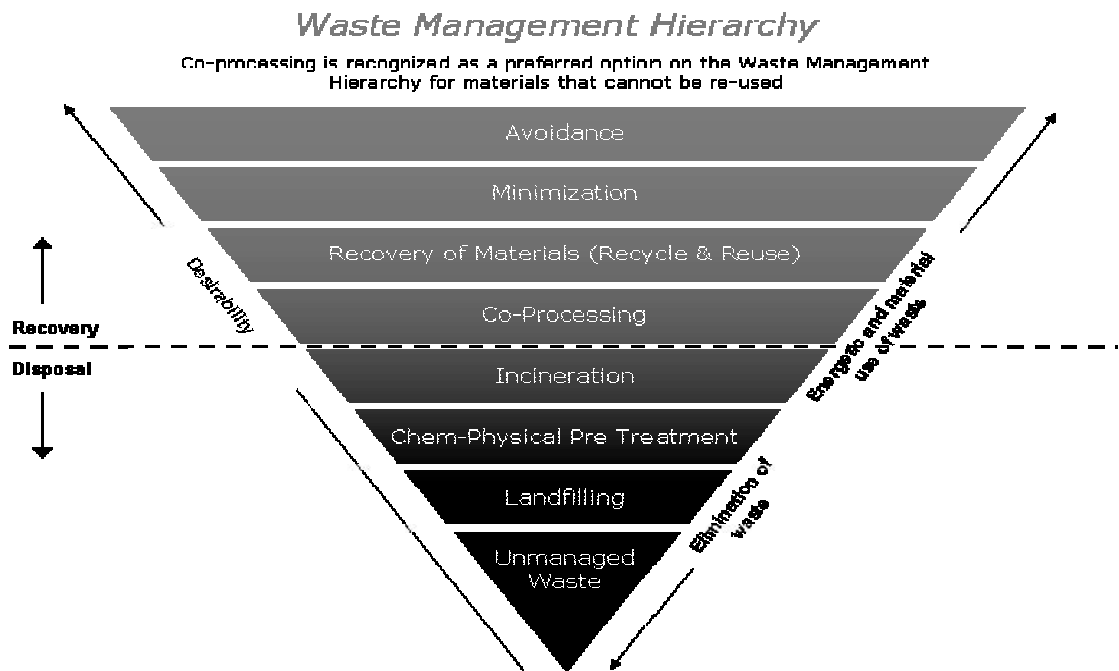 Waste Management Hierarchy
Co-processing is recognized as a preferred option on the Waste Management
Hierarchy for materials that cannot be re-used
Avoidance
Minimization
Recovery of Materials (Recycle & Reuse)
Desirability
Co-Processing
Energetic and material
use of waste
Recovery
Disposal
Incineration
Chem-Physical Pre Treatment
Landfilling
Elimination of
waste
Unmanaged
Waste